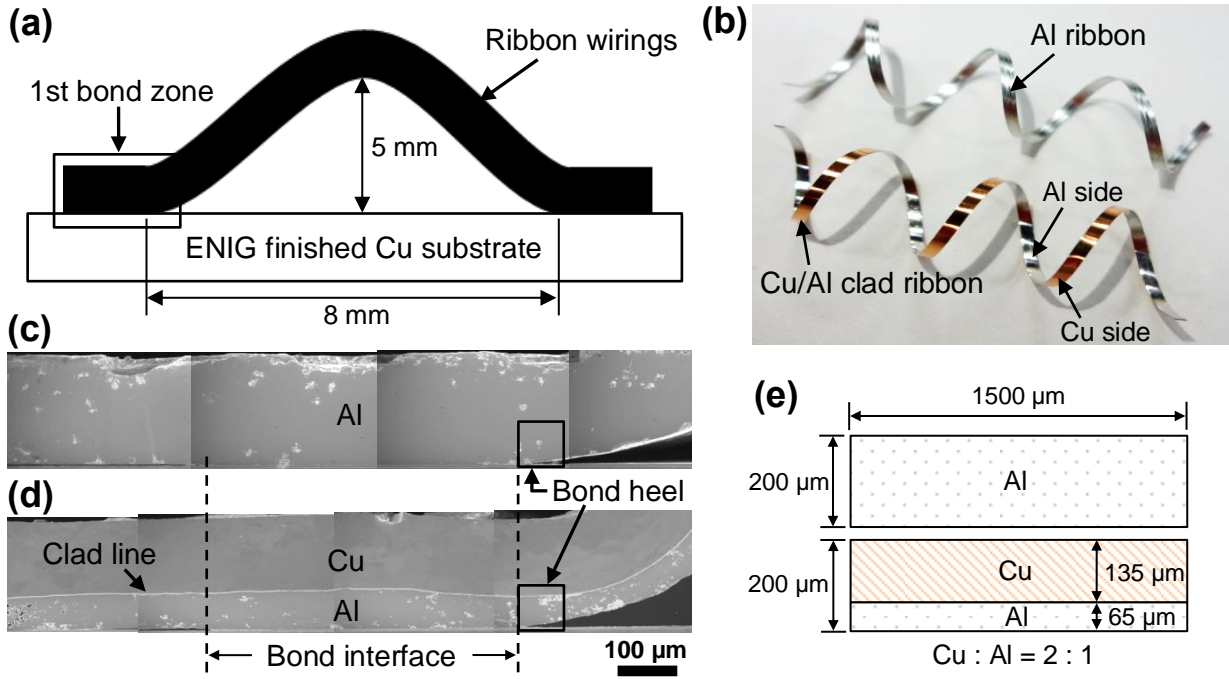 (a)
Ribbon wirings
1st bond zone
5 mm
ENIG finished Cu substrate
8 mm
(b)
Al ribbon
Al side
Cu/Al clad ribbon
Cu side
(c)
Al
Bond heel
(d)
Clad line
Cu
Al
Bond interface
100 µm
(e)
1500 µm
200 µm
Al
200 µm
Cu
135 µm
Al
65 µm
Cu : Al = 2 : 1